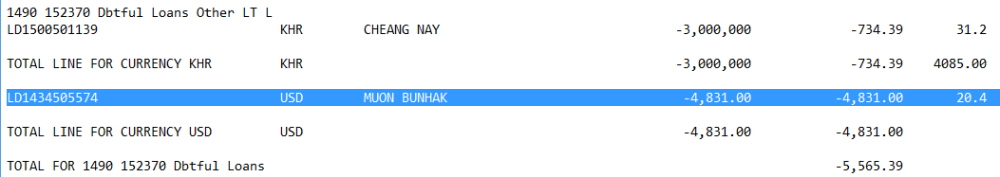 1490 152370 Dbtful Loans Other LT L
LD1500501139 KHR CHEANG NAY -3,000,000 -734.39 31.2
TOTAL LINE FOR CURRENCY KHR KHR -3,000,000 -734.39 4085.00
LD1434505574 USD MUON BUNHAK -4,831.00 -4,831.00 20.4
TOTAL LINE FOR CURRENCY USD USD -4,831.00 -4,831.00
TOTAL FOR 1490 152370 Dbtful Loans -5,565.39